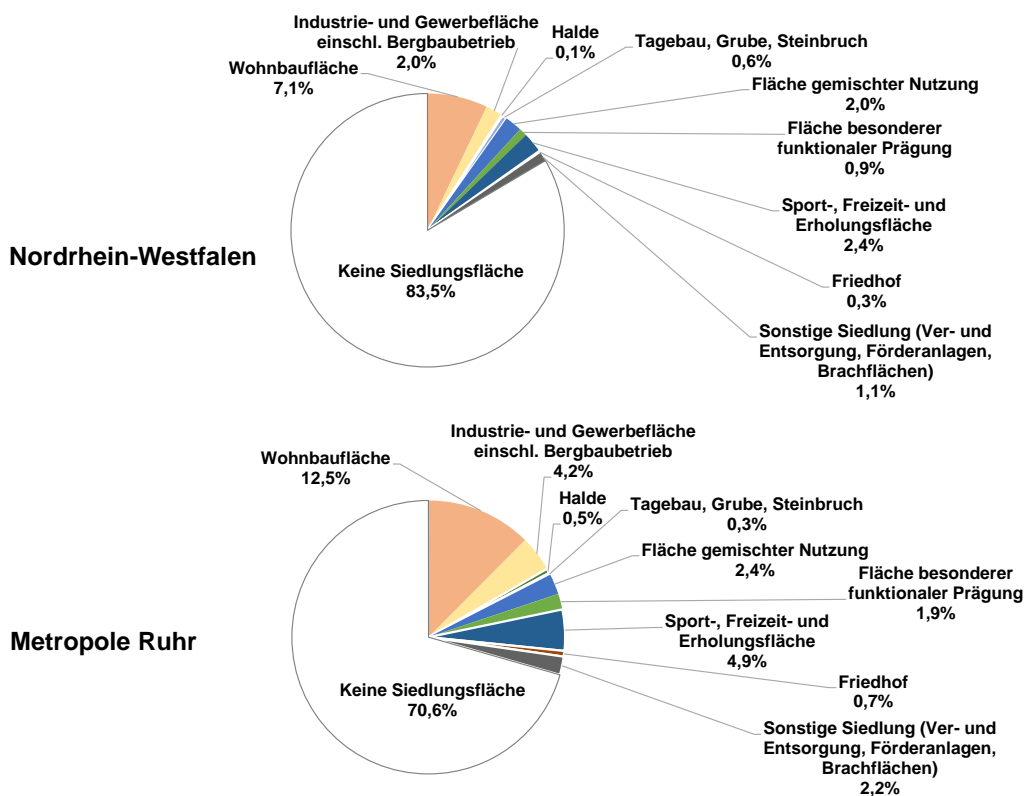 Industrie- und Gewerbefläche
einschl. Bergbaubetrieb
2,0%
Halde
0,1%
Tagebau, Grube, Steinbruch
0,6%
Wohnbaufläche
7,1%
Fläche gemischter Nutzung
2,0%
Fläche besonderer
funktionaler Prägung
0,9%
Sport-, Freizeit- und
Erholungsfläche
2,4%
Nordrhein-Westfalen
Keine Siedlungsfläche
83,5%
Friedhof
0,3%
Sonstige Siedlung (Ver- und
Entsorgung, Förderanlagen,
Brachflächen)
1,1%
Industrie- und Gewerbefläche
einschl. Bergbaubetrieb
4,2%
Wohnbaufläche
12,5%
Halde
0,5%
Tagebau, Grube, Steinbruch
0,3%
Fläche gemischter Nutzung
2,4%
Fläche besonderer
funktionaler Prägung
1,9%
Metropole Ruhr
Sport-, Freizeit- und
Erholungsfläche
4,9%
Keine Siedlungsfläche
70,6%
Friedhof
0,7%
Sonstige Siedlung (Ver- und
Entsorgung, Förderanlagen,
Brachflächen)
2,2%